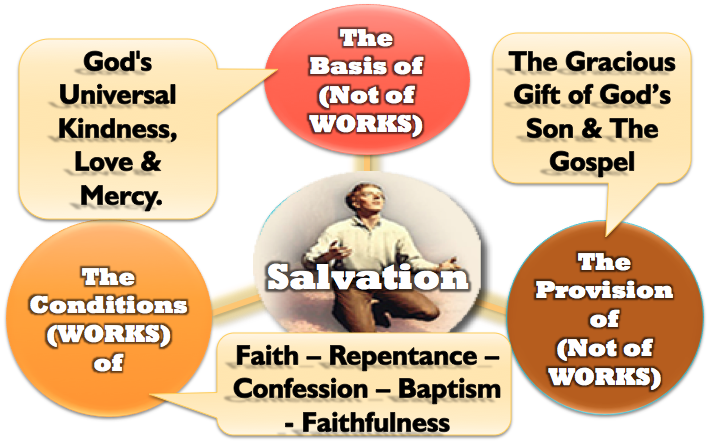 God's
Universal
Kindness,
Love &
Mercy.
The
Basis of
(Not of
WORKS)
The Gracious
Gift of God’s
Son & The
Gospel
Salvation
The
Conditions
(WORKS)
of
The
Provision
of
(Not of
WORKS)
Faith – Repentance –
Confession – Baptism
- Faithfulness